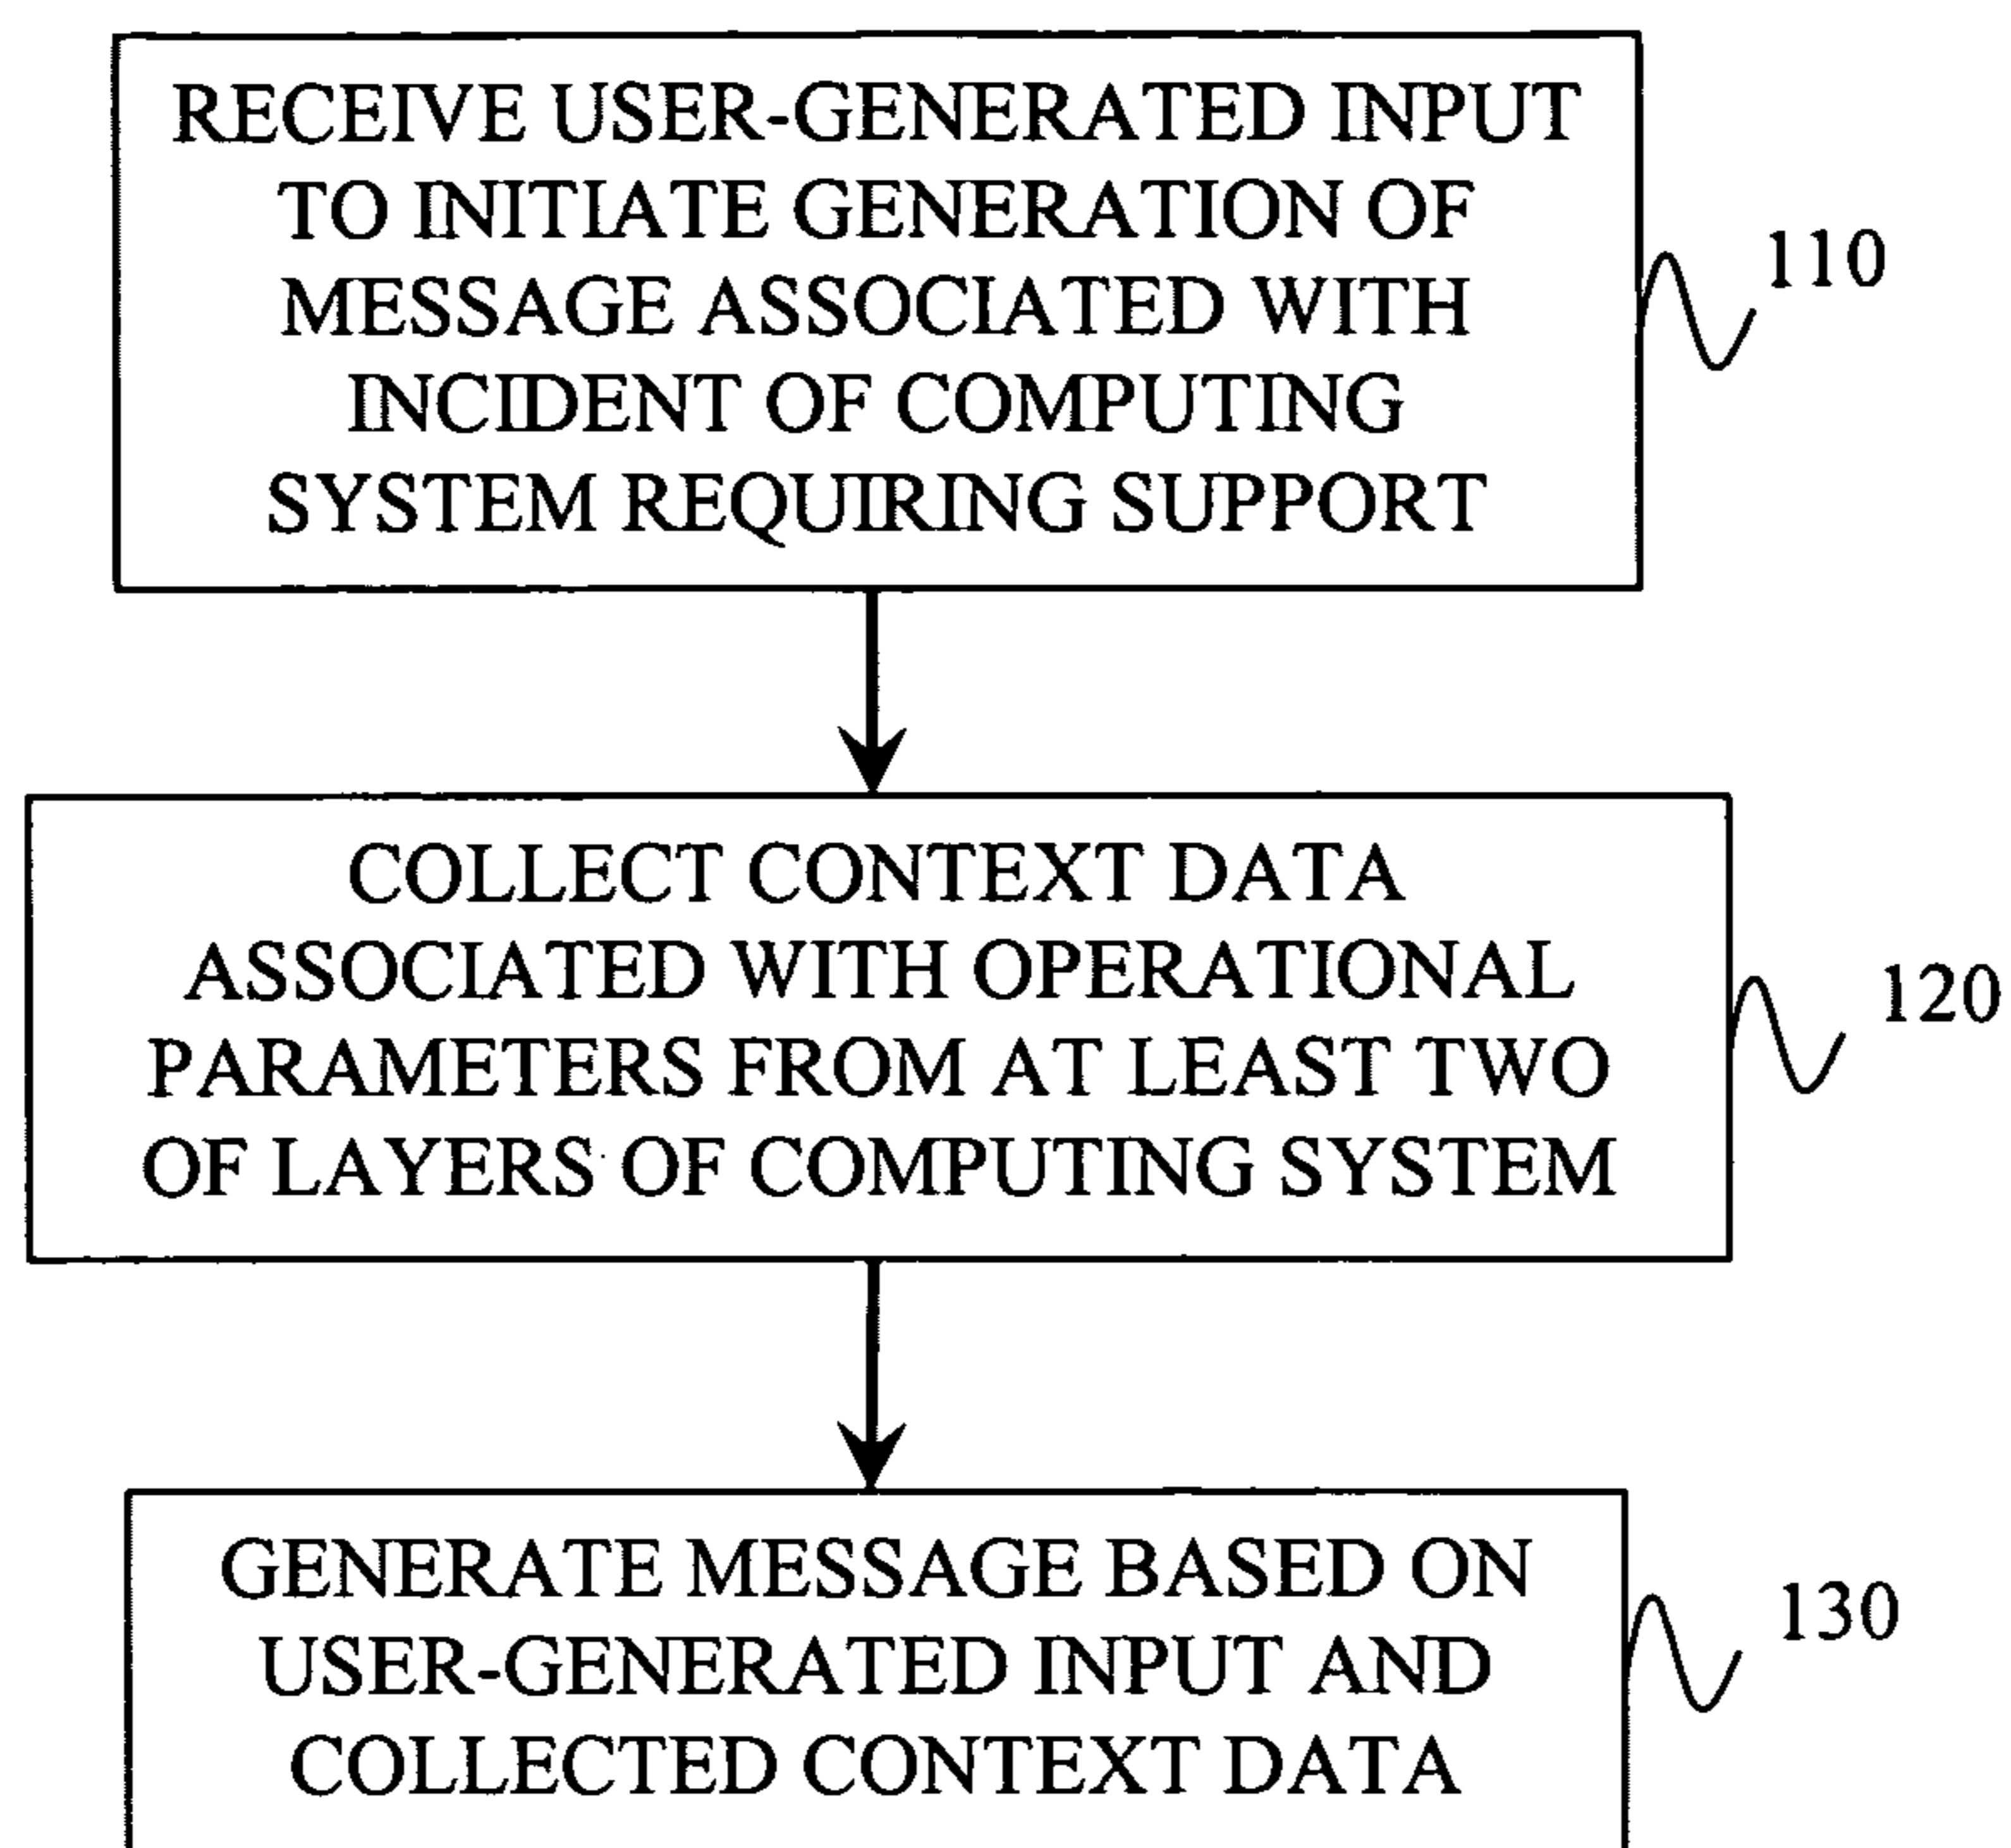 RECEIVE USER-GENERATED INPUT
TO INITIATE GENERATION OF
MESSAGE ASSOCIATED WITH
INCIDENT OF COMPUTING
SYSTEM REQUIRING SUPPORT
110
COLLECT CONTEXT DATA
ASSOCIATED WITH OPERATIONAL
PARAMETERS FROM AT LEAST TWO
OF LAYERS OF COMPUTING SYSTEM
120
GENERATE MESSAGE BASED ON
USER-GENERATED INPUT AND
COLLECTED CONTEXT DATA
130